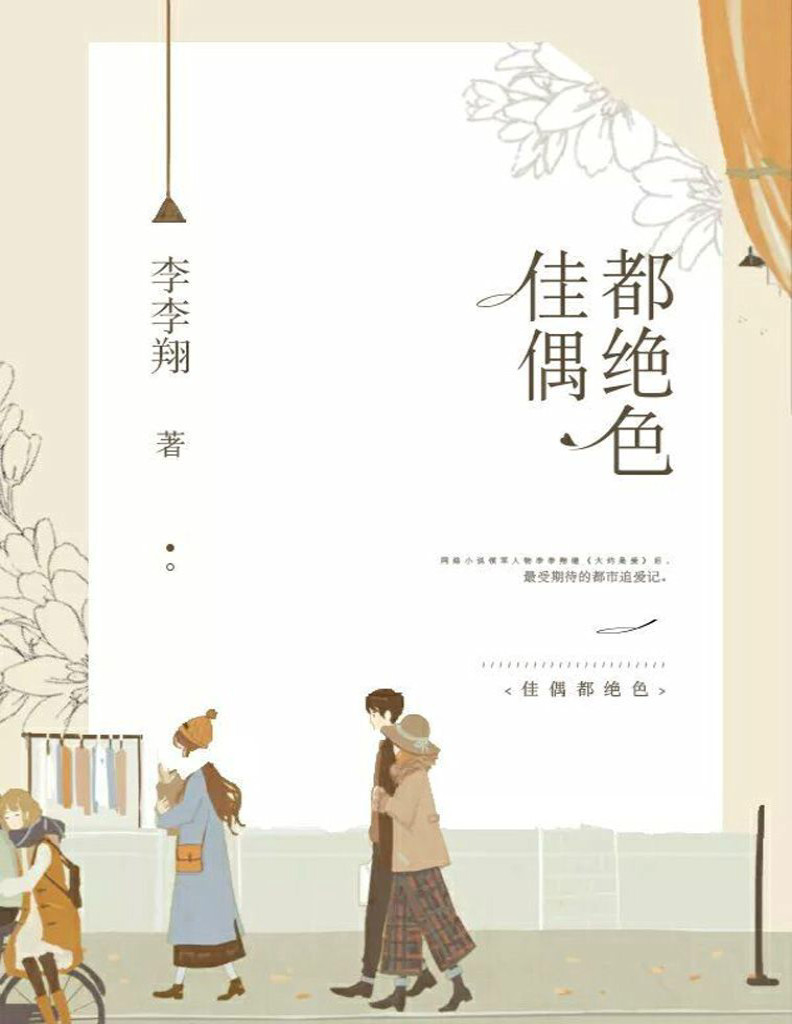 佳偶
都绝色
李李翔 著
网络小说领军人物李李翔继《大约是爱》后,
最受期待的都市追爱记。
<佳偶都绝色>